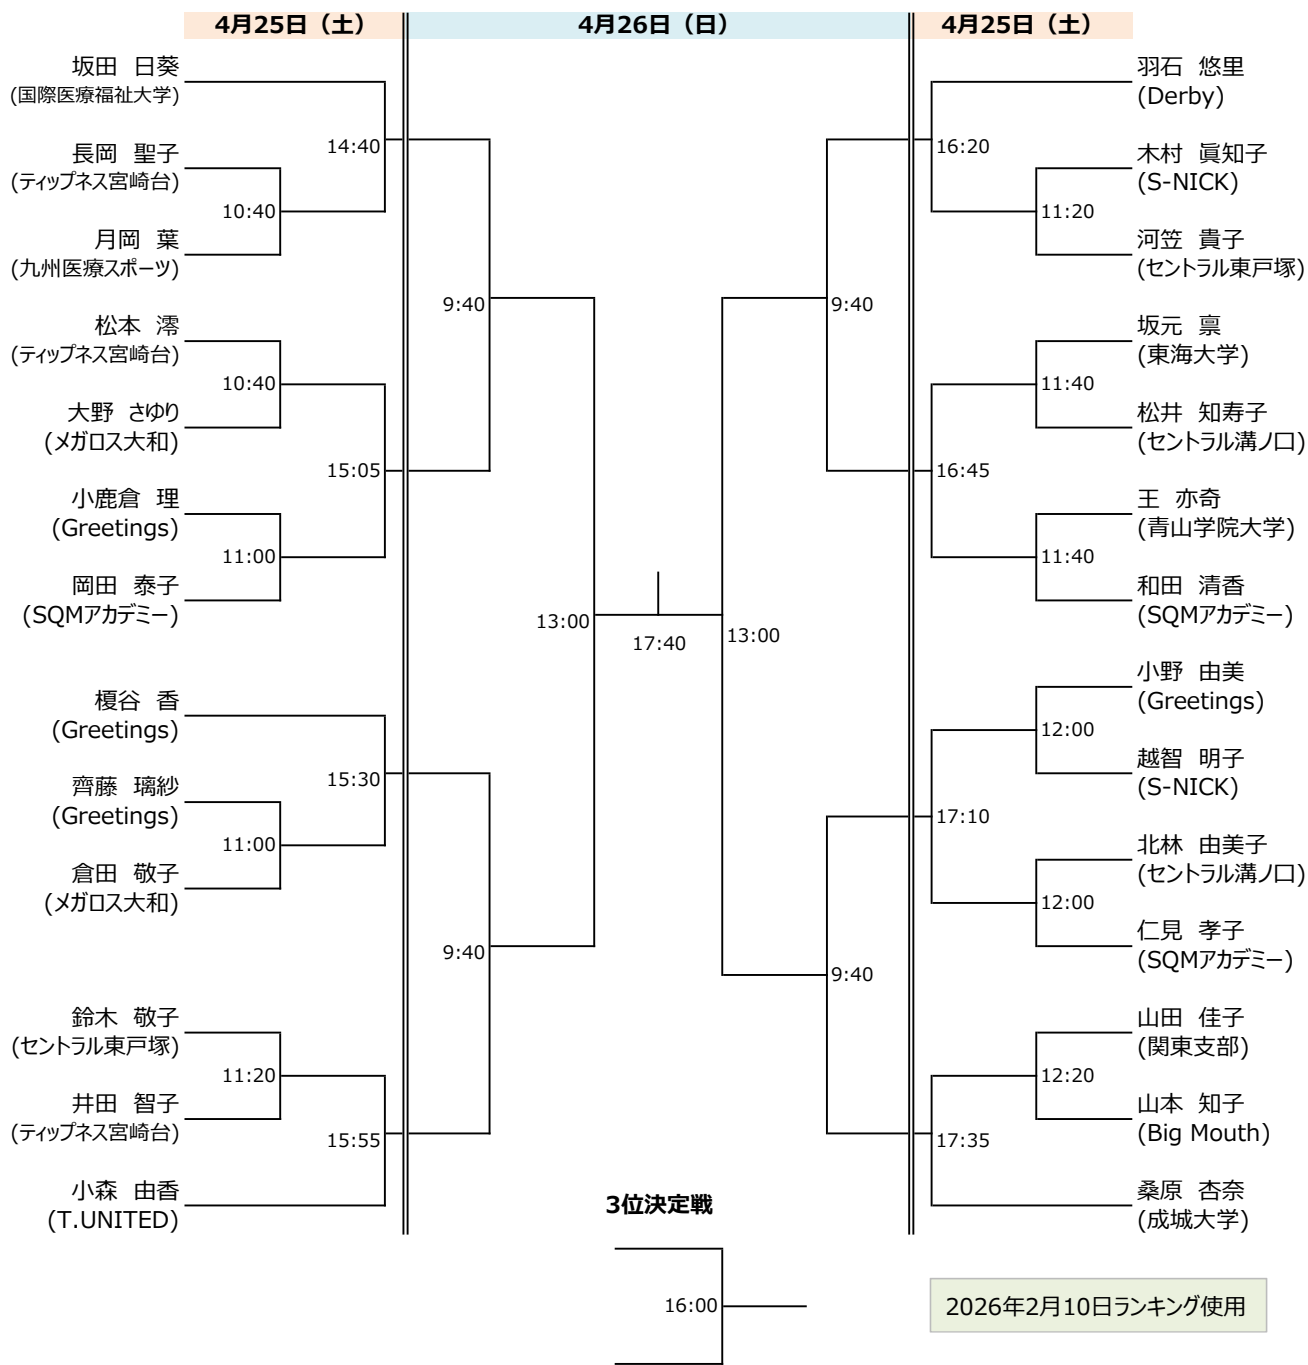 4月25日（土）
4月26日（日）
4月25日（土）
坂田　日葵
(国際医療福祉大学)
14:40
長岡　聖子
(ティップネス宮崎台)
10:40
月岡　葉
(九州医療スポーツ)
9:40
松本　澪
(ティップネス宮崎台)
10:40
大野　さゆり
(メガロス大和)
15:05
小鹿倉　理
(Greetings)
11:00
岡田　泰子
(SQMアカデミー)
13:00
榎谷　香
(Greetings)
15:30
齊藤　璃紗
(Greetings)
11:00
倉田　敬子
(メガロス大和)
9:40
鈴木　敬子
(セントラル東戸塚)
11:20
井田　智子
(ティップネス宮崎台)
15:55
小森　由香
(T.UNITED)
17:40
羽石　悠里
(Derby)
16:20
木村　眞知子
(S-NICK)
11:20
河笠　貴子
(セントラル東戸塚)
9:40
坂元　禀
(東海大学)
11:40
松井　知寿子
(セントラル溝ノ口)
16:45
王　亦奇
(青山学院大学)
11:40
和田　清香
(SQMアカデミー)
13:00
小野　由美
(Greetings)
12:00
越智　明子
(S-NICK)
17:10
北林　由美子
(セントラル溝ノ口)
12:00
仁見　孝子
(SQMアカデミー)
9:40
山田　佳子
(関東支部)
12:20
山本　知子
(Big Mouth)
17:35
桑原　杏奈
(成城大学)
3位決定戦
16:00
2026年2月10日ランキング使用